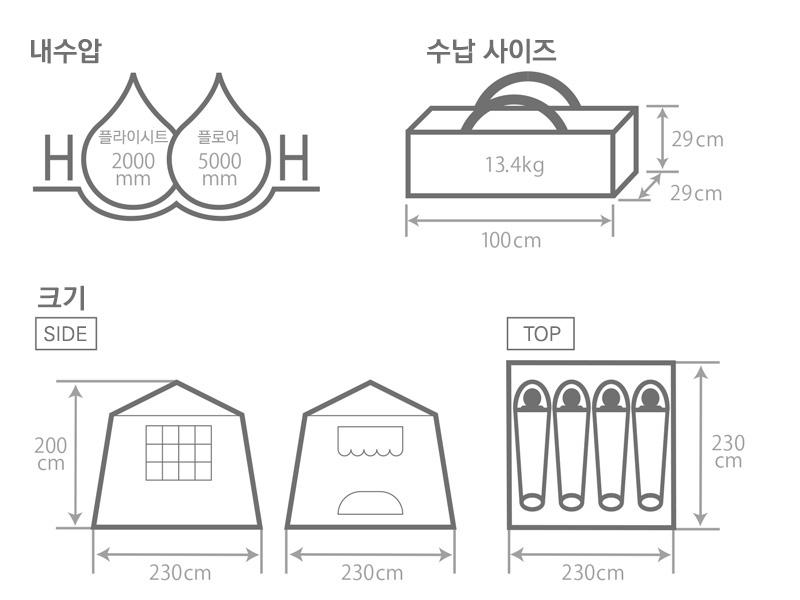 내수압
수납 사이즈
플라이시트
2000
mm
플로어
5000
mm
13.4kg
29cm
29cm
100cm
크기
SIDE
TOP
200
cm
230
cm
230cm
230cm
230cm